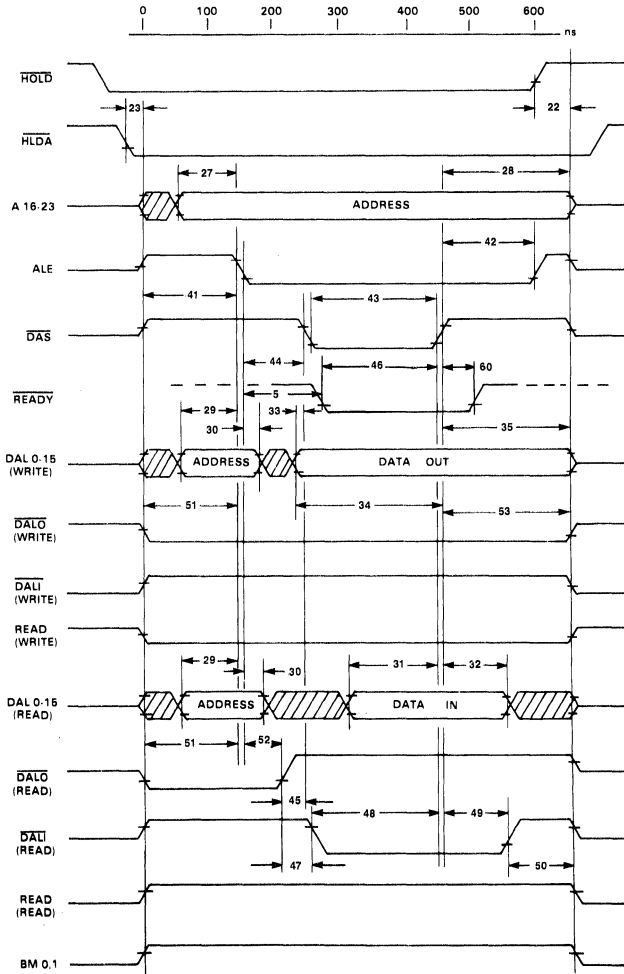 0 100 200 300 400 500 600
ns
HOLD
23
22
HLDA
27
28
A 16-23
ADDRESS
42
ALE
41
43
DAS
44
46
60
READY
5
29
33
30
35
DAL 0-15
(WRITE)
ADDRESS
DATA OUT
51
34
53
DALO
(WRITE)
DALI
(WRITE)
READ
(WRITE)
29
30
31
32
DAL 0-15
(READ)
ADDRESS
DATA IN
51
52
DALO
(READ)
45
48
49
DALI
(READ)
47
50
READ
(READ)
BM 0,1